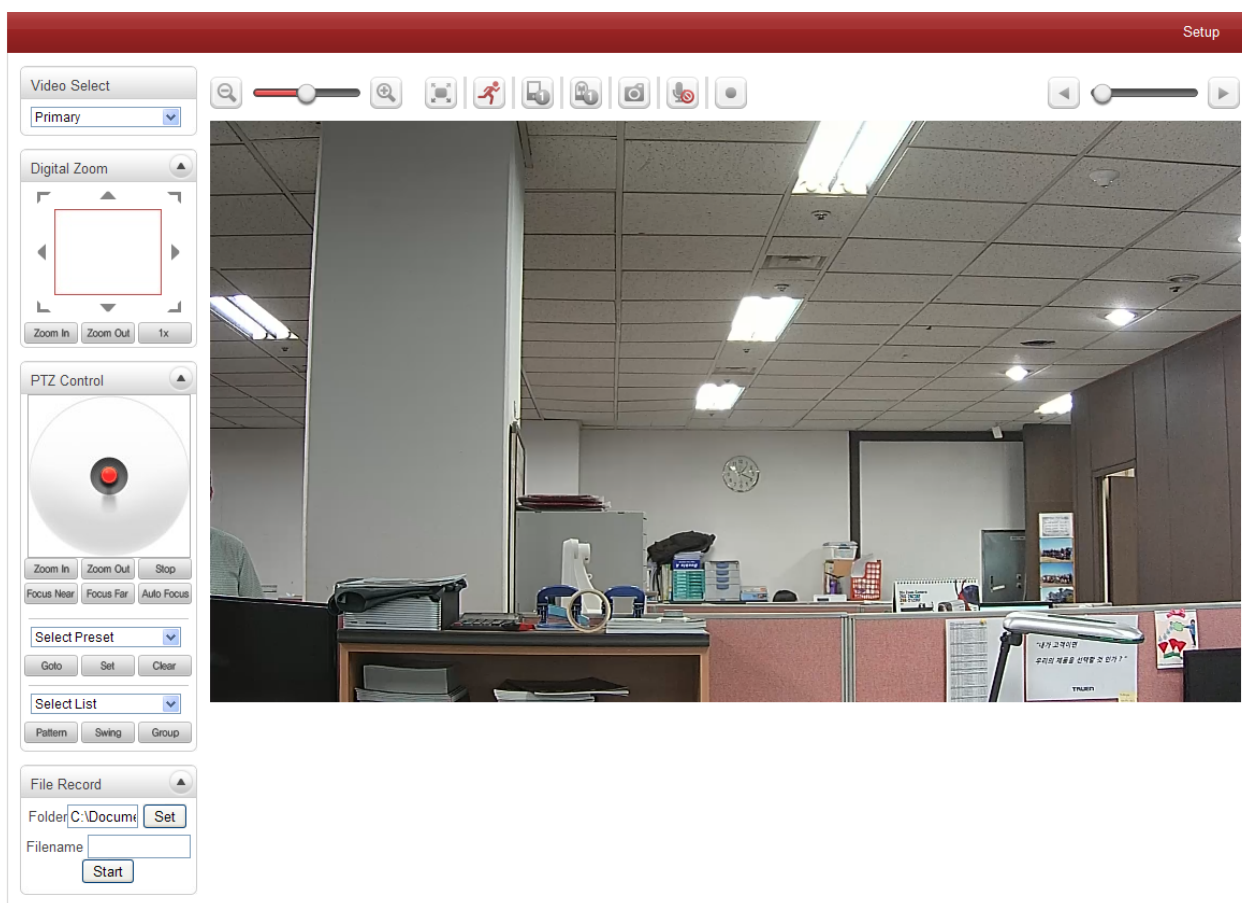 Setup
Video Select
Primary
Digital Zoom
Zoom In Zoom Out 1x
PTZ Control
Zoom In Zoom Out Stop
Focus Near Focus Far Auto Focus
Select Preset
Goto Set Clear
Select List
Pattern Swing Group
File Record
Folder C:\Docume Set
Filename
Start
"내가 고객이면
우리의 제품을 선택할 것 인가 ? "
TRUEN